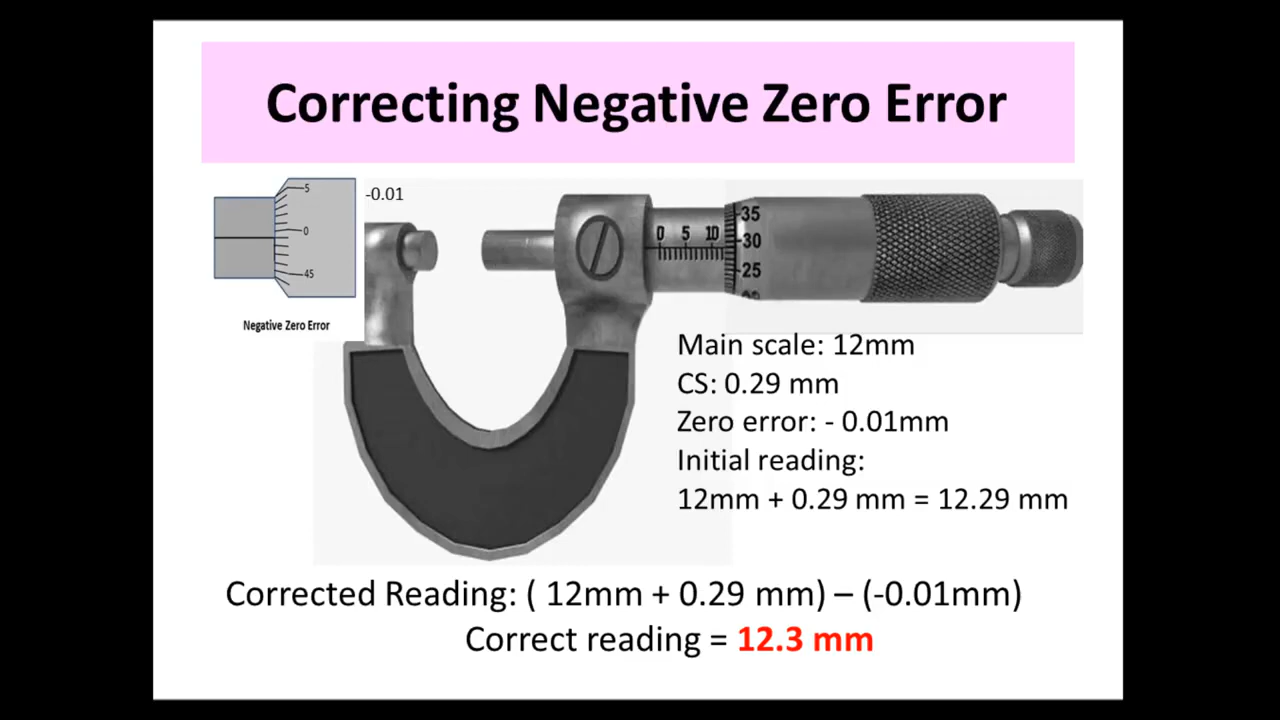 Correcting Negative Zero Error
5
0
45
-0.01
Negative Zero Error
0 5 10
35
30
25
Main scale: 12mm
CS: 0.29 mm
Zero error: - 0.01mm
Initial reading:
12mm + 0.29 mm = 12.29 mm
Corrected Reading: ( 12mm + 0.29 mm) – (-0.01mm)
Correct reading = 12.3 mm